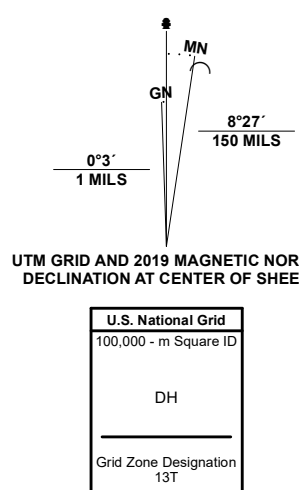 MN
GN
8°27´
150 MILS
0°3´
1 MILS
UTM GRID AND 2019 MAGNETIC NOR
DECLINATION AT CENTER OF SHEE
U.S. National Grid
100,000 - m Square ID
DH
Grid Zone Designation
13T